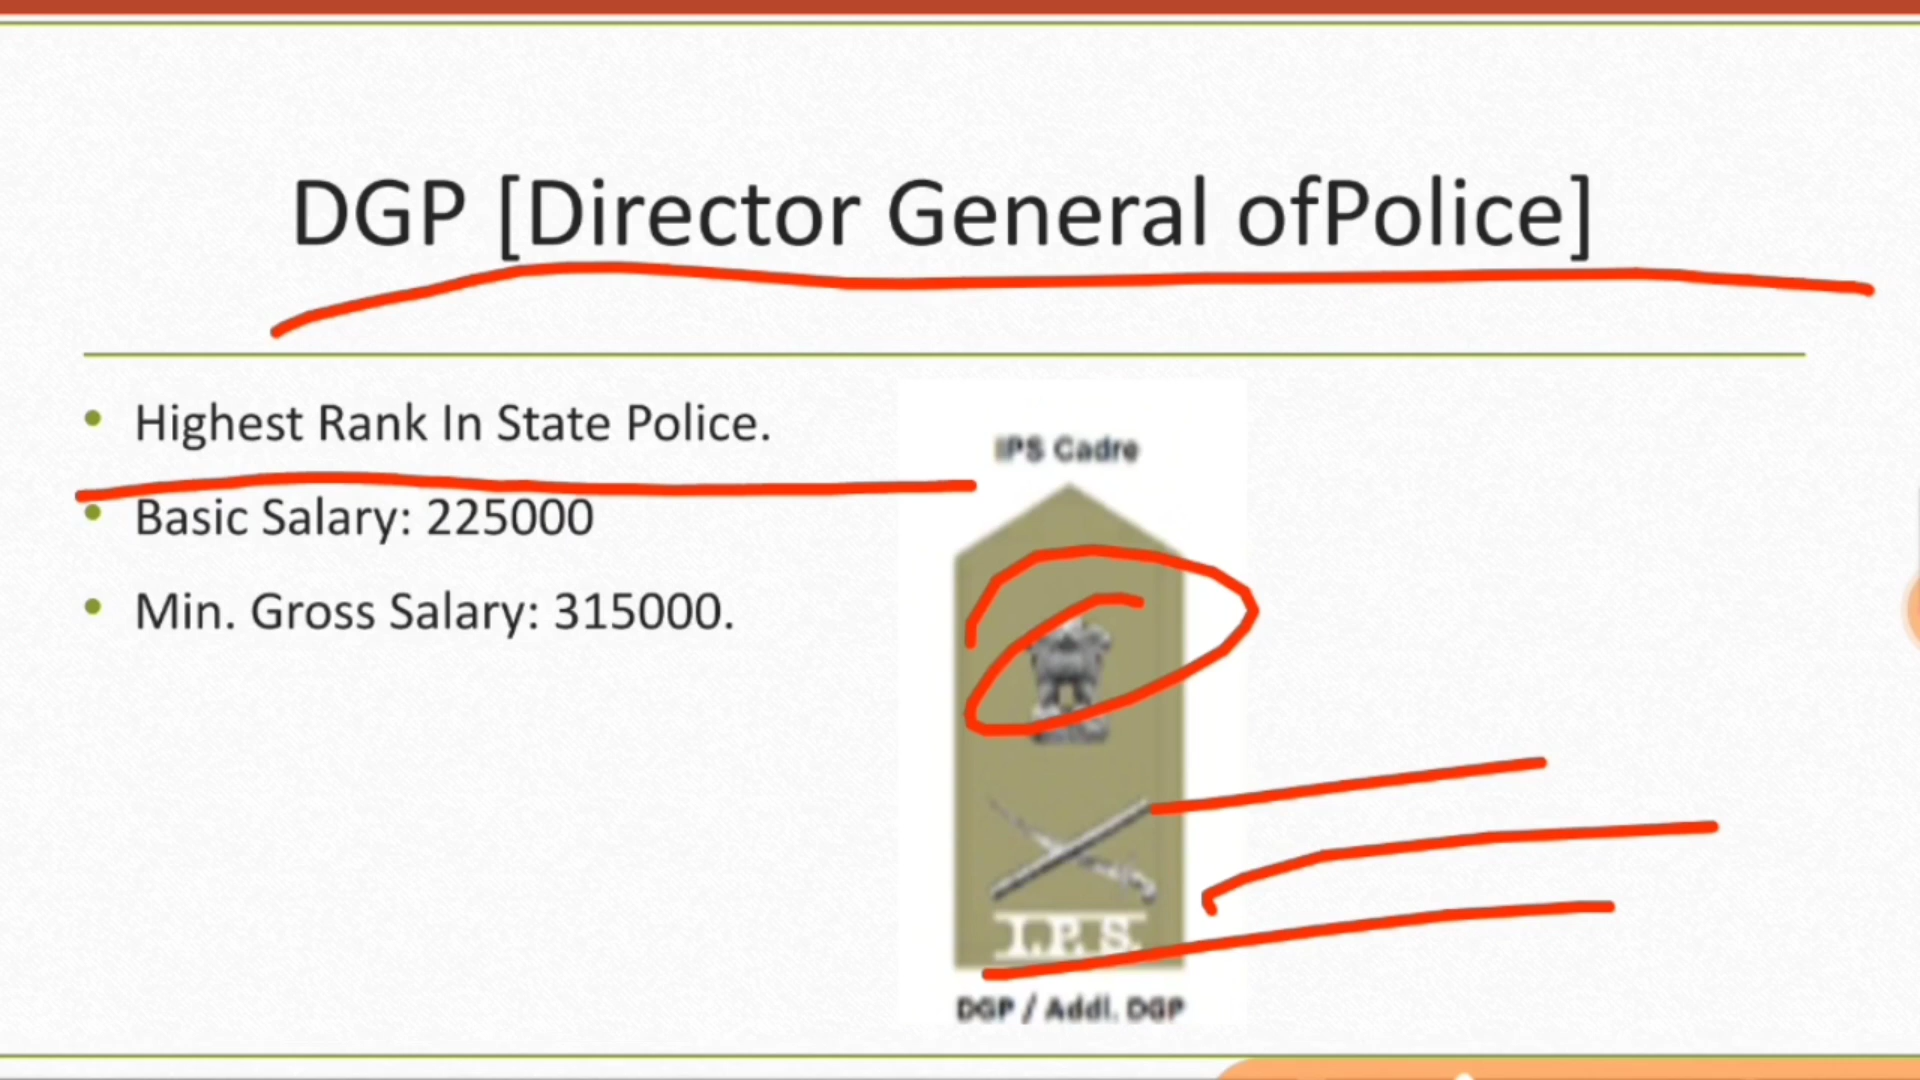 DGP [Director General ofPolice]
Highest Rank In State Police.
Basic Salary: 225000
Min. Gross Salary: 315000.
IPS Cadre
I.P.S.
DGP / Addl. DGP